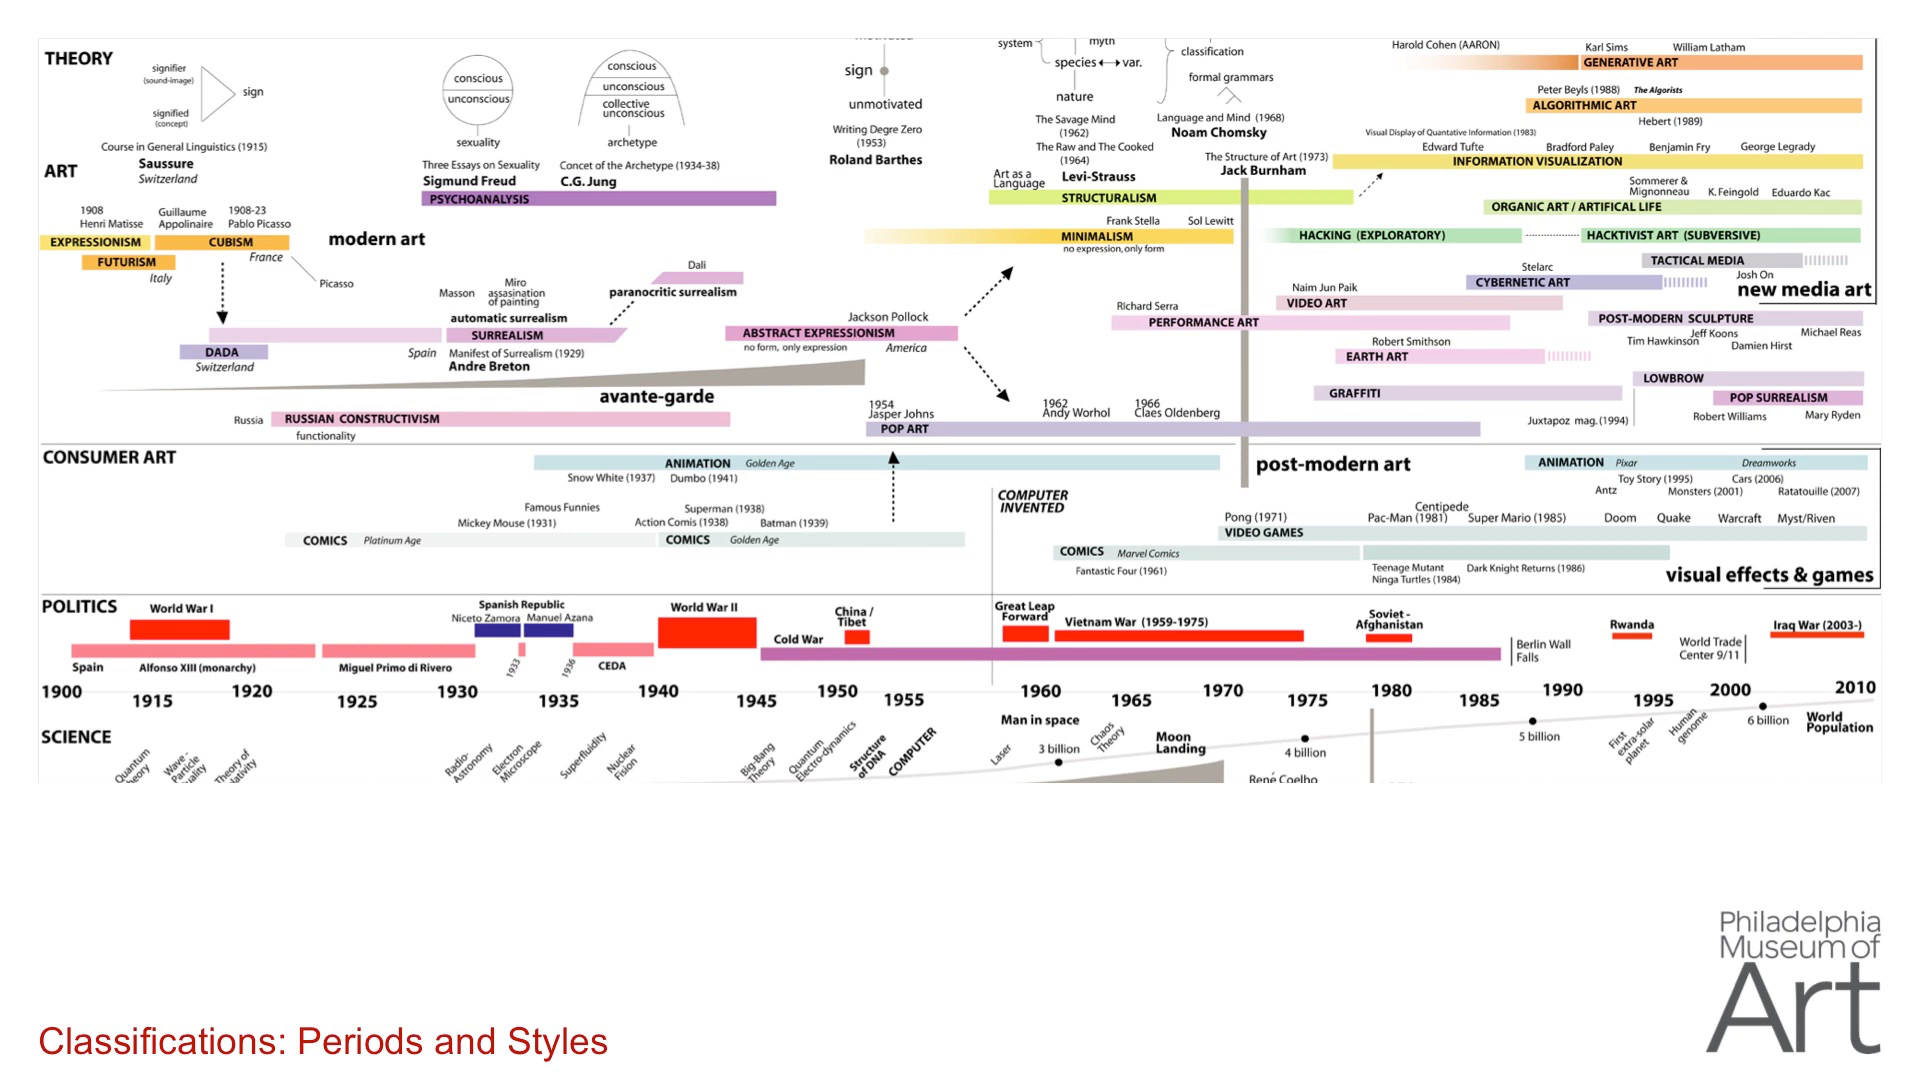 THEORY
signifier
(sound-image)
sign
signified
(concept)
Course in General Linguistics (1915)
Saussure
Switzerland
conscious
unconscious
sexuality
Three Essays on Sexuality
Sigmund Freud
conscious
unconscious
collective
unconscious
archetype
Concet of the Archetype (1934-38)
C.G. Jung
PSYCHOANALYSIS
sign
unmotivated
Writing Degre Zero
(1953)
Roland Barthes
system
myth
species
var.
nature
The Savage Mind
(1962)
The Raw and The Cooked
(1964)
Levi-Strauss
Art as a
Language
STRUCTURALISM
classification
formal grammars
Language and Mind (1968)
Noam Chomsky
The Structure of Art (1973)
Jack Burnham
Harold Cohen (AARON)
Karl Sims
William Latham
GENERATIVE ART
Peter Beyls (1988)
The Algorists
ALGORITHMIC ART
Hebert (1989)
Visual Display of Quantative Information (1983)
Edward Tufte
Bradford Paley
Benjamin Fry
George Legrady
INFORMATION VISUALIZATION
Sommerer &
Mignonneau
K. Feingold
Eduardo Kac
ORGANIC ART / ARTIFICAL LIFE
ART
1908
Henri Matisse
Guillaume
Appolinaire
1908-23
Pablo Picasso
EXPRESSIONISM
CUBISM
modern art
FUTURISM
France
Italy
Picasso
Frank Stella
Sol Lewitt
MINIMALISM
no expression, only form
HACKING (EXPLORATORY)
HACKTIVIST ART (SUBVERSIVE)
TACTICAL MEDIA
Stelarc
CYBERNETIC ART
Josh On
new media art
Dali
paranocritic surrealism
Masson
Miro
assasination
of painting
automatic surrealism
SURREALISM
Spain
Manifest of Surrealism (1929)
Andre Breton
DADA
Switzerland
Jackson Pollock
ABSTRACT EXPRESSIONISM
no form, only expression
America
avante-garde
Naim Jun Paik
VIDEO ART
RIchard Serra
PERFORMANCE ART
Robert Smithson
EARTH ART
POST-MODERN SCULPTURE
Jeff Koons
Michael Reas
Tim Hawkinson
Damien Hirst
LOWBROW
GRAFFITI
POP SURREALISM
Juxtapoz mag. (1994)
Robert Williams
Mary Ryden
Russia
RUSSIAN CONSTRUCTIVISM
functionality
1954
Jasper Johns
1962
Andy Worhol
1966
Claes Oldenberg
POP ART
CONSUMER ART
ANIMATION Golden Age
Snow White (1937)
Dumbo (1941)
post-modern art
ANIMATION Pixar
Dreamworks
Toy Story (1995)
Cars (2006)
Antz
Monsters (2001)
Ratatouille (2007)
COMPUTER
INVENTED
Famous Funnies
Mickey Mouse (1931)
Superman (1938)
Action Comis (1938)
Batman (1939)
COMICS Platinum Age
COMICS Golden Age
Centipede
Pong (1971)
Pac-Man (1981)
Super Mario (1985)
Doom
Quake
Warcraft
Myst/Riven
VIDEO GAMES
COMICS Marvel Comics
Fantastic Four (1961)
Teenage Mutant
Ninga Turtles (1984)
Dark Knight Returns (1986)
visual effects & games
POLITICS
World War I
Spanish Republic
Niceto Zamora
Manuel Azana
World War II
China /
Tibet
Cold War
Great Leap
Forward
Vietnam War (1959-1975)
Soviet -
Afghanistan
Berlin Wall
Falls
Rwanda
World Trade
Center 9/11
Iraq War (2003-)
Spain
Alfonso XIII (monarchy)
Miguel Primo di Rivero
1933
1936
CEDA
1900
1915
1920
1925
1930
1935
1940
1945
1950
1955
1960
1965
1970
1975
1980
1985
1990
1995
2000
2010
SCIENCE
Quantum
Wave -
Particle
Theory of
Radio-
Astronomy
Electron
Microscope
Superfluidity
Nuclear
Fision
Big-Bang
Theory
Quantum
Electro-dynamics
Structure
of DNA
COMPUTER
Laser
Man in space
3 billion
Chaos
Theory
Moon
Landing
René Coelho
4 billion
5 billion
First
extra-solar
planet
Human
genome
6 billion
World
Population
Philadelphia
Museum of
Art
Classifications: Periods and Styles